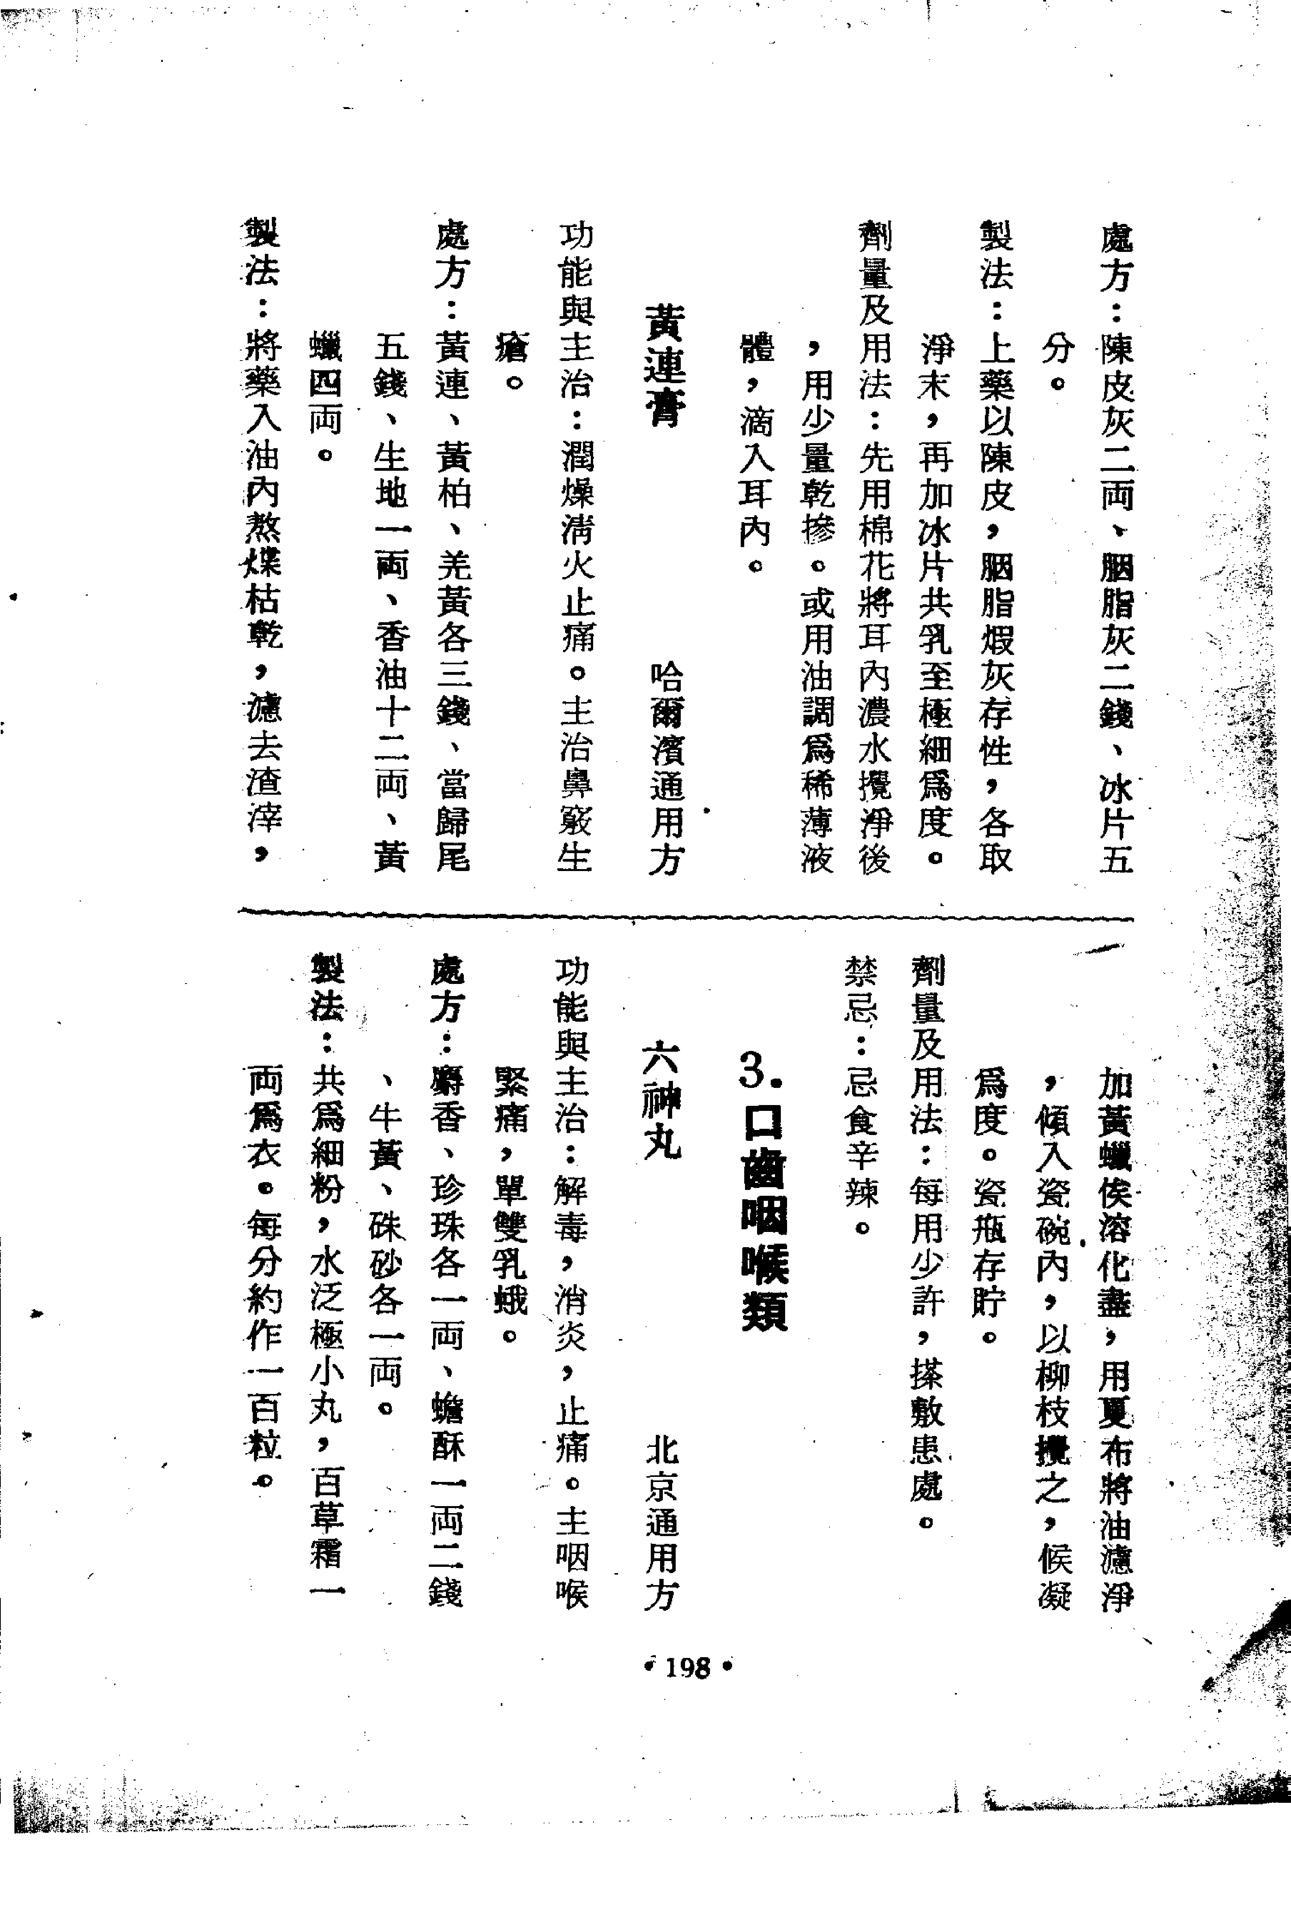 處方：陳皮灰二両、胭脂灰二錢、冰片五
分。
製法：上藥以陳皮，胭脂煅灰存性，各取
淨末，再加冰片共乳至極細爲度。
劑量及用法：先用棉花將耳內濃水攪淨後
，用少量乾摻。或用油調爲稀薄液
體，滴入耳內。
黃連膏　哈爾濱通用方
功能與主治：潤燥淸火止痛。主治鼻竅生
瘡。
處方：黃連、黃柏、羌黃各三錢、當歸尾
五錢、生地一両、香油十二両、黃
蠟四両。
製法：將藥入油內熬煠枯乾，濾去渣滓，
加黃蠟俟溶化盡，用夏布將油濾淨
，傾入瓷碗內，以柳枝攪之，候凝
爲度。瓷瓶存貯。
劑量及用法：每用少許，搽敷患處。
禁忌：忌食辛辣。
3.口齒咽喉類
六神丸　北京通用方
功能與主治：解毒，消炎，止痛。主咽喉
緊痛，單雙乳蛾。
處方：麝香、珍珠各一両、蟾酥一両二錢
、牛黃、硃砂各一両。
製法：共爲細粉，水泛極小丸，百草霜一
両爲衣。每分約作一百粒。
·198·